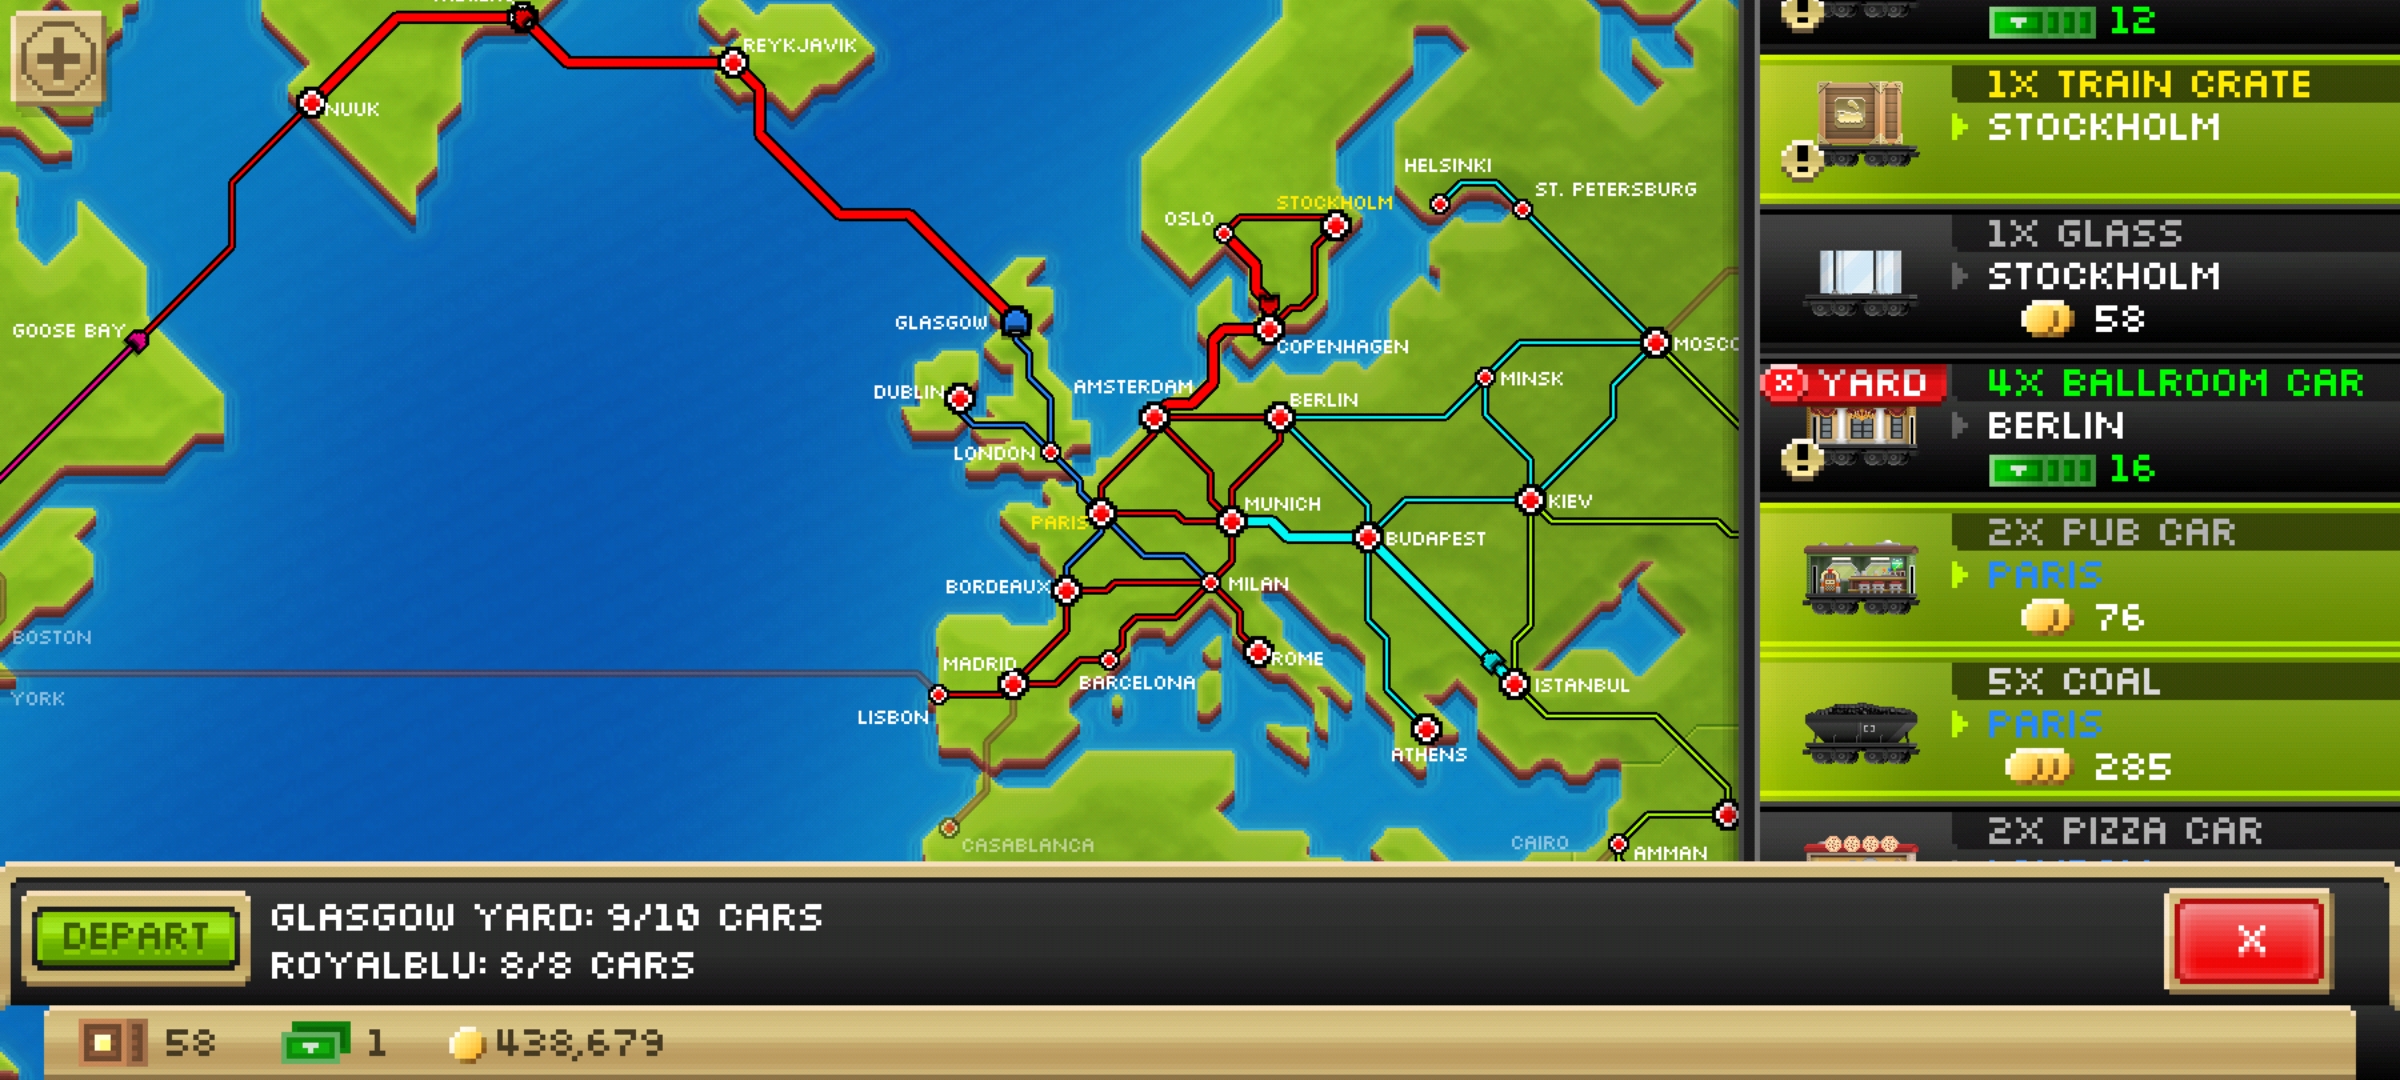 REYKJAVIK
NUUK
HELSINKI
ST. PETERSBURG
STOCKHOLM
OSLO
GOOSE BAY
GLASGOW
COPENHAGEN
MINSK
AMSTERDAM
DUBLIN
BERLIN
LONDON
MUNICH
KIEV
PARIS
BUDAPEST
BORDEAUX
MILAN
BOSTON
MADRID
ROME
BARCELONA
ISTANBUL
YORK
LISBON
ATHENS
CASABLANCA
CAIRO
AMMAN
12
1X TRAIN CRATE
STOCKHOLM
1X GLASS
STOCKHOLM
58
YARD
4X BALLROOM CAR
BERLIN
16
2X PUB CAR
PARIS
76
5X COAL
PARIS
285
2X PIZZA CAR
DEPART
GLASGOW YARD: 9/10 CARS
ROYALBLU: 8/8 CARS
X
58
1
438,679